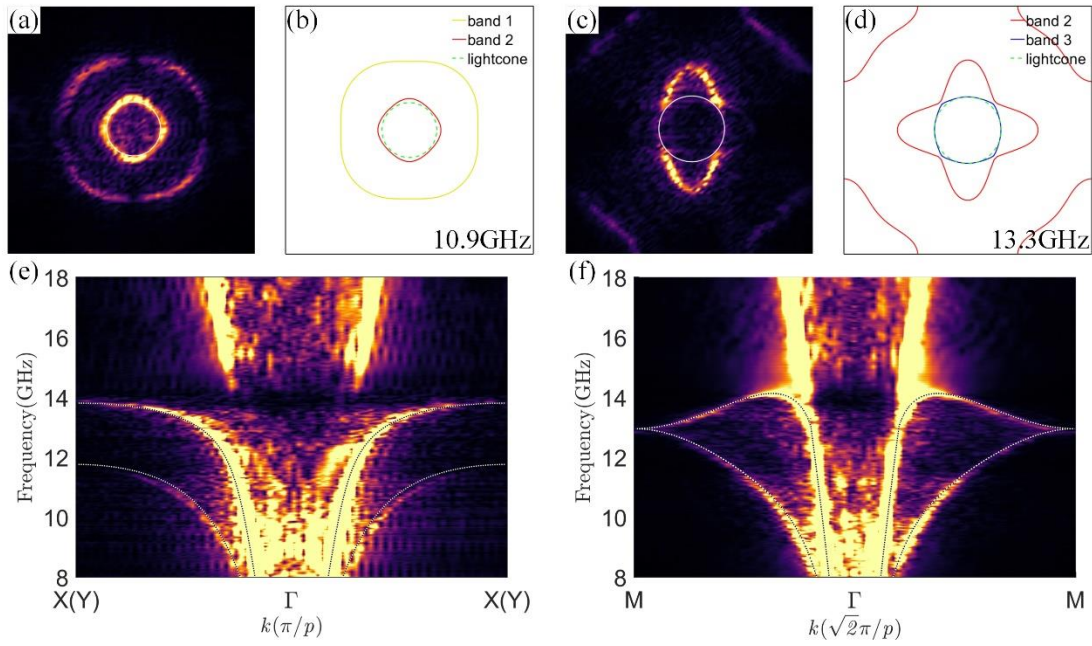 (a)
(b)
band 1
band 2
lightcone
10.9GHz
(c)
(d)
band 2
band 3
lightcone
13.3GHz
(e)
18
16
14
12
10
8
Frequency(GHz)
X(Y)
Γ
X(Y)
k(π/p)
(f)
18
16
14
12
10
8
Frequency(GHz)
M
Γ
M
k(√2π/p)